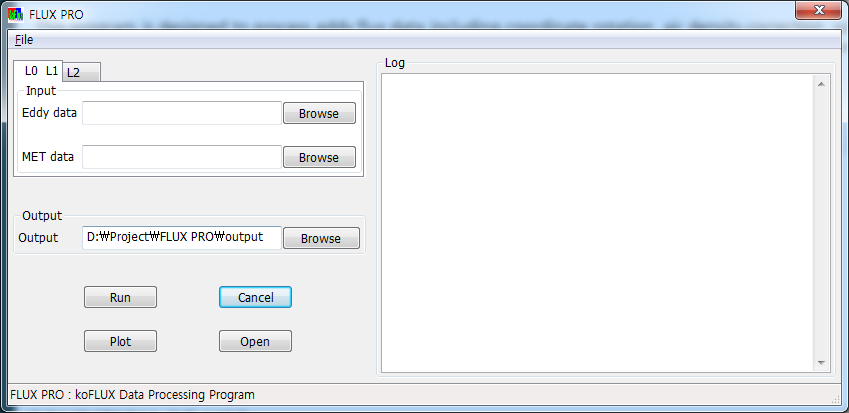 FLUX PRO
File
L0 L1 L2
Input
Eddy data Browse
MET data Browse
Output
Output D:₩Project₩FLUX PRO₩output Browse
Run Cancel
Plot Open
Log
FLUX PRO : koFLUX Data Processing Program